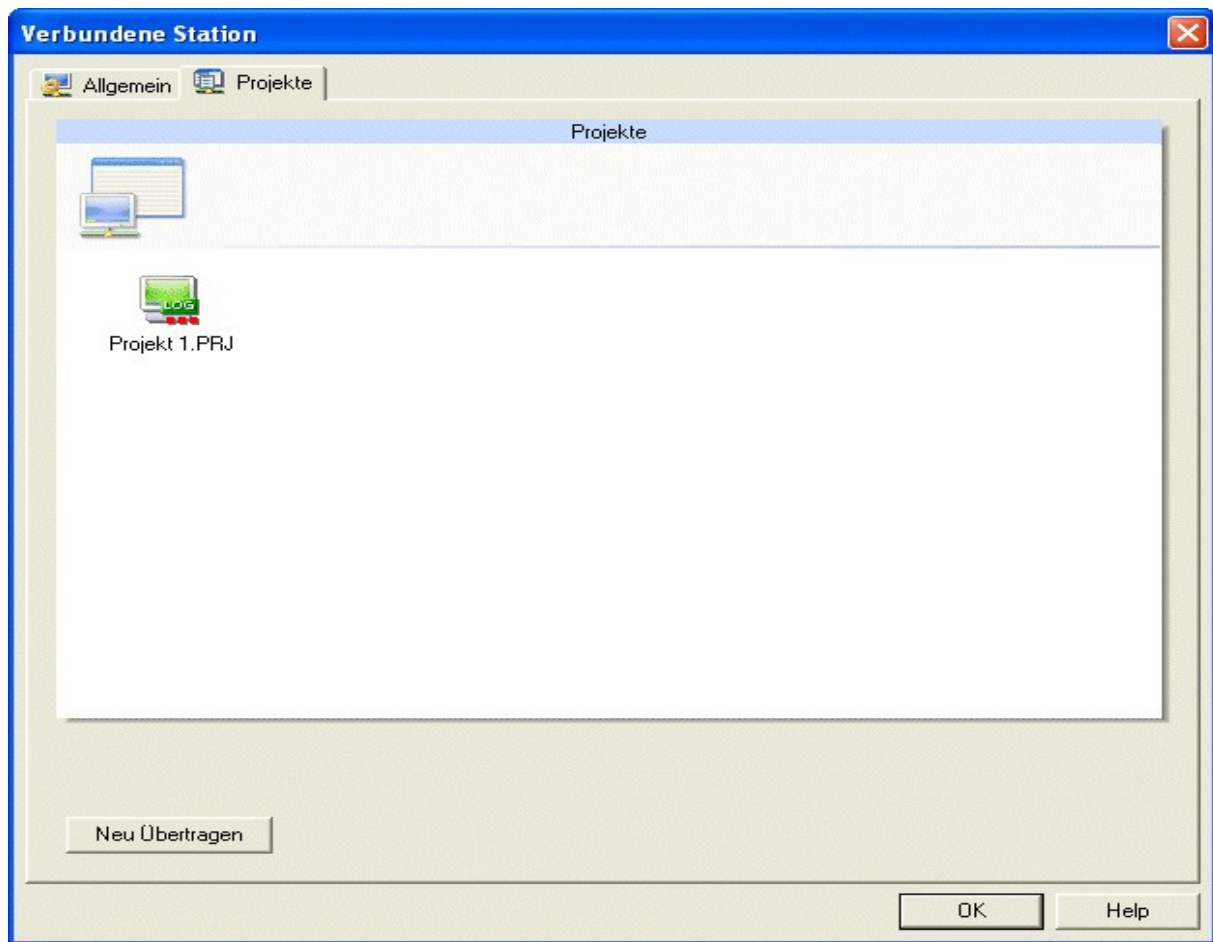 Verbundene Station
Allgemein Projekte
Projekte
LOG
Projekt 1.PRJ
Neu Übertragen
OK Help